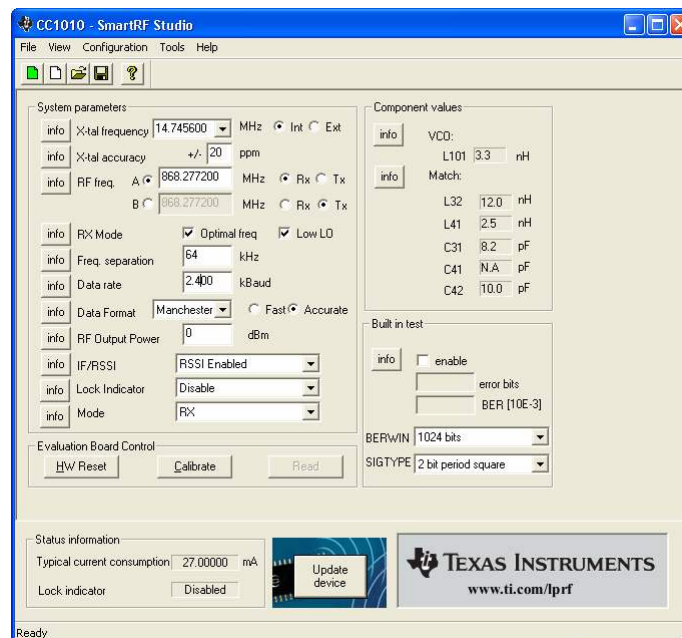 CC1010 - SmartRF Studio
File View Configuration Tools Help
System parameters
info X-tal frequency 14.745600 MHz Int Ext
info X-tal accuracy +/- 20 ppm
info RF freq. A 868.277200 MHz Rx Tx
B 868.277200 MHz Rx Tx
info RX Mode Optimal freq Low LO
info Freq. separation 64 kHz
info Data rate 2.400 kBaud
info Data Format Manchester Fast Accurate
info RF Output Power 0 dBm
info IF/RSSI RSSI Enabled
info Lock Indicator Disable
info Mode RX
Evaluation Board Control
HW Reset Calibrate Read
Component values
info VCO:
L101 3.3 nH
info Match:
L32 12.0 nH
L41 2.5 nH
C31 8.2 pF
C41 N.A pF
C42 10.0 pF
Built in test
info enable
error bits
BER [10E-3]
BERWIN 1024 bits
SIGTYPE 2 bit period square
Status information
Typical current consumption 27.00000 mA
Lock indicator Disabled
Update
device
TEXAS INSTRUMENTS
www.ti.com/lprf
Ready